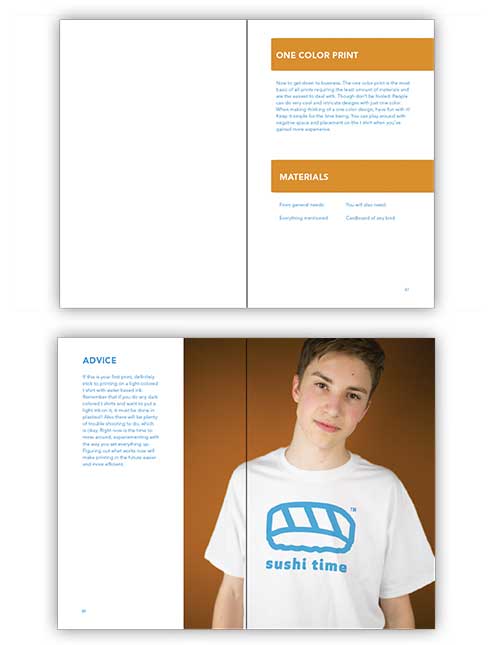 ONE COLOR PRINT
Now to get down to business. The one color print is the most
basic of all prints requiring the least amount of materials and
are the easiest to deal with. Though don't be fooled. People
can do very cool and intricate designs with just one color.
When making thinking of a one color design, have fun with it!
Keep it simple for the time being. You can play around with
negative space and placement on the t shirt when you've
gained more experience.
MATERIALS
From general needs: You will also need:
Everything mentioned Cardboard of any kind
ADVICE
If this is your first print, definitely
stick to printing on a light colored
t shirt with water based ink.
Remember that if you do any dark
colored t shirts and want to put a
light ink on it, it must be done in
plastisol! Also there will be plenty
of trouble shooting to do, which
is okay. Right now is the time to
mess around, experiementing with
the way you set everything up.
Figuring out what works now will
make printing in the future easier
and more efficient.
TM
sushi time